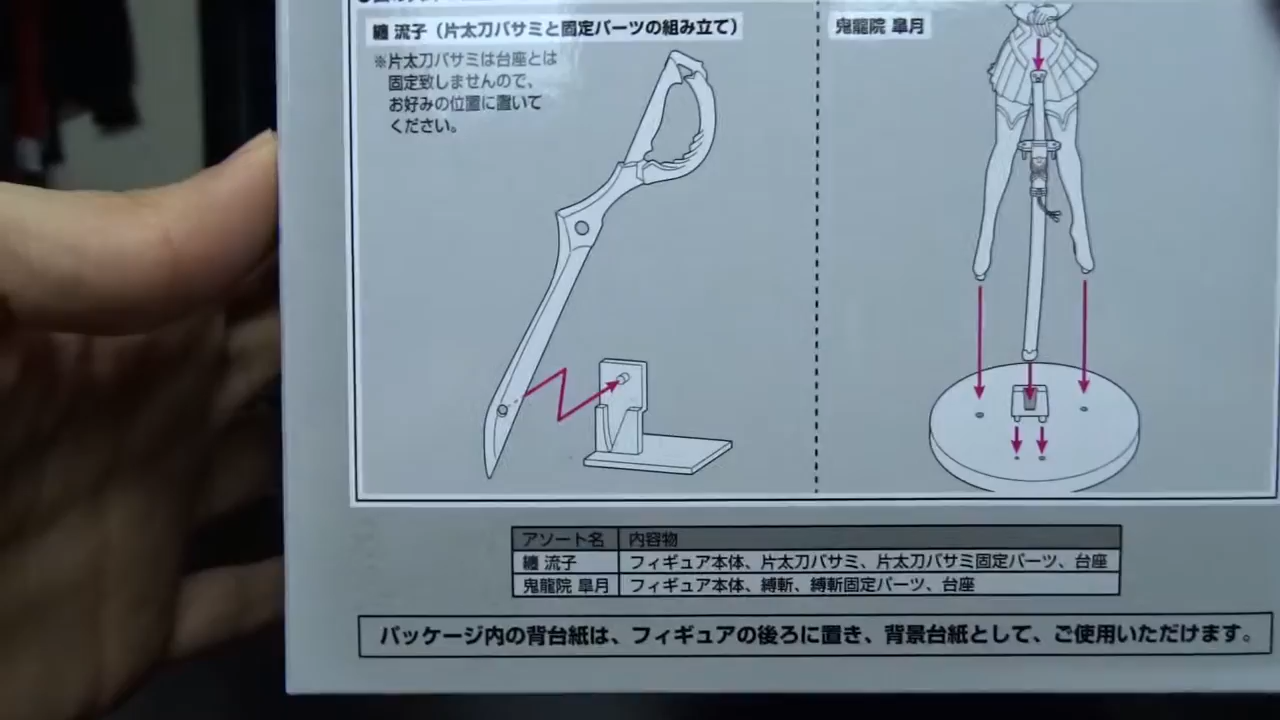 纏 流子（片太刀バサミと固定パーツの組み立て）
※片太刀バサミは台座とは
固定致しませんので、
お好みの位置に置いて
ください。
鬼龍院 皐月
アソート名 内容物
纏 流子 フィギュア本体、片太刀バサミ、片太刀バサミ固定パーツ、台座
鬼龍院 皐月 フィギュア本体、縛斬、縛斬固定パーツ、台座
パッケージ内の背台紙は、フィギュアの後ろに置き、背景台紙として、ご使用いただけます。